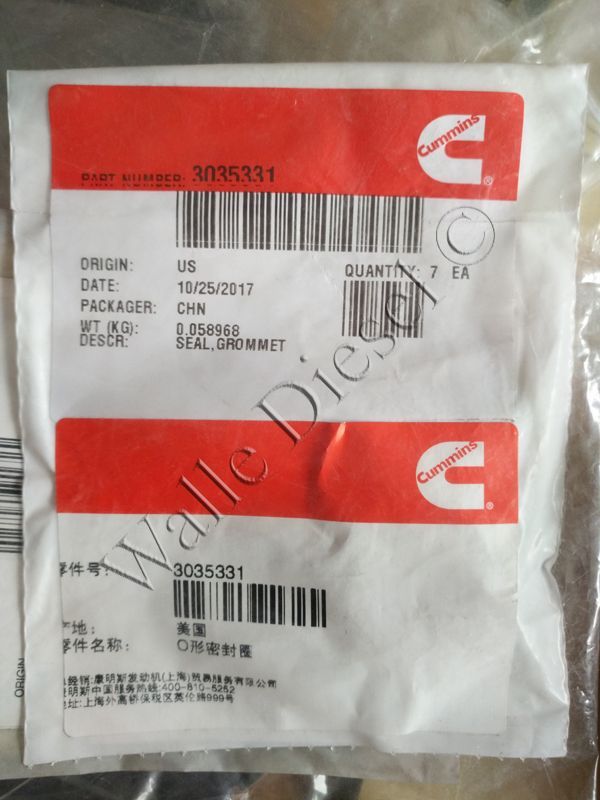 Cummins
®
PART NUMBER: 3035331
ORIGIN: US
QUANTITY: 7 EA
DATE: 10/25/2017
PACKAGER: CHN
WT (KG): 0.058968
DESCR: SEAL,GROMMET
Walle Diesel ©
Cummins
®
零件号: 3035331
产地: 美国
零件名称: O形密封圈
总经销:康明斯发动机(上海)贸易服务有限公司
康明斯中国服务热线:400-810-5252
地址:上海外高桥保税区英伦路999号
ORIGIN